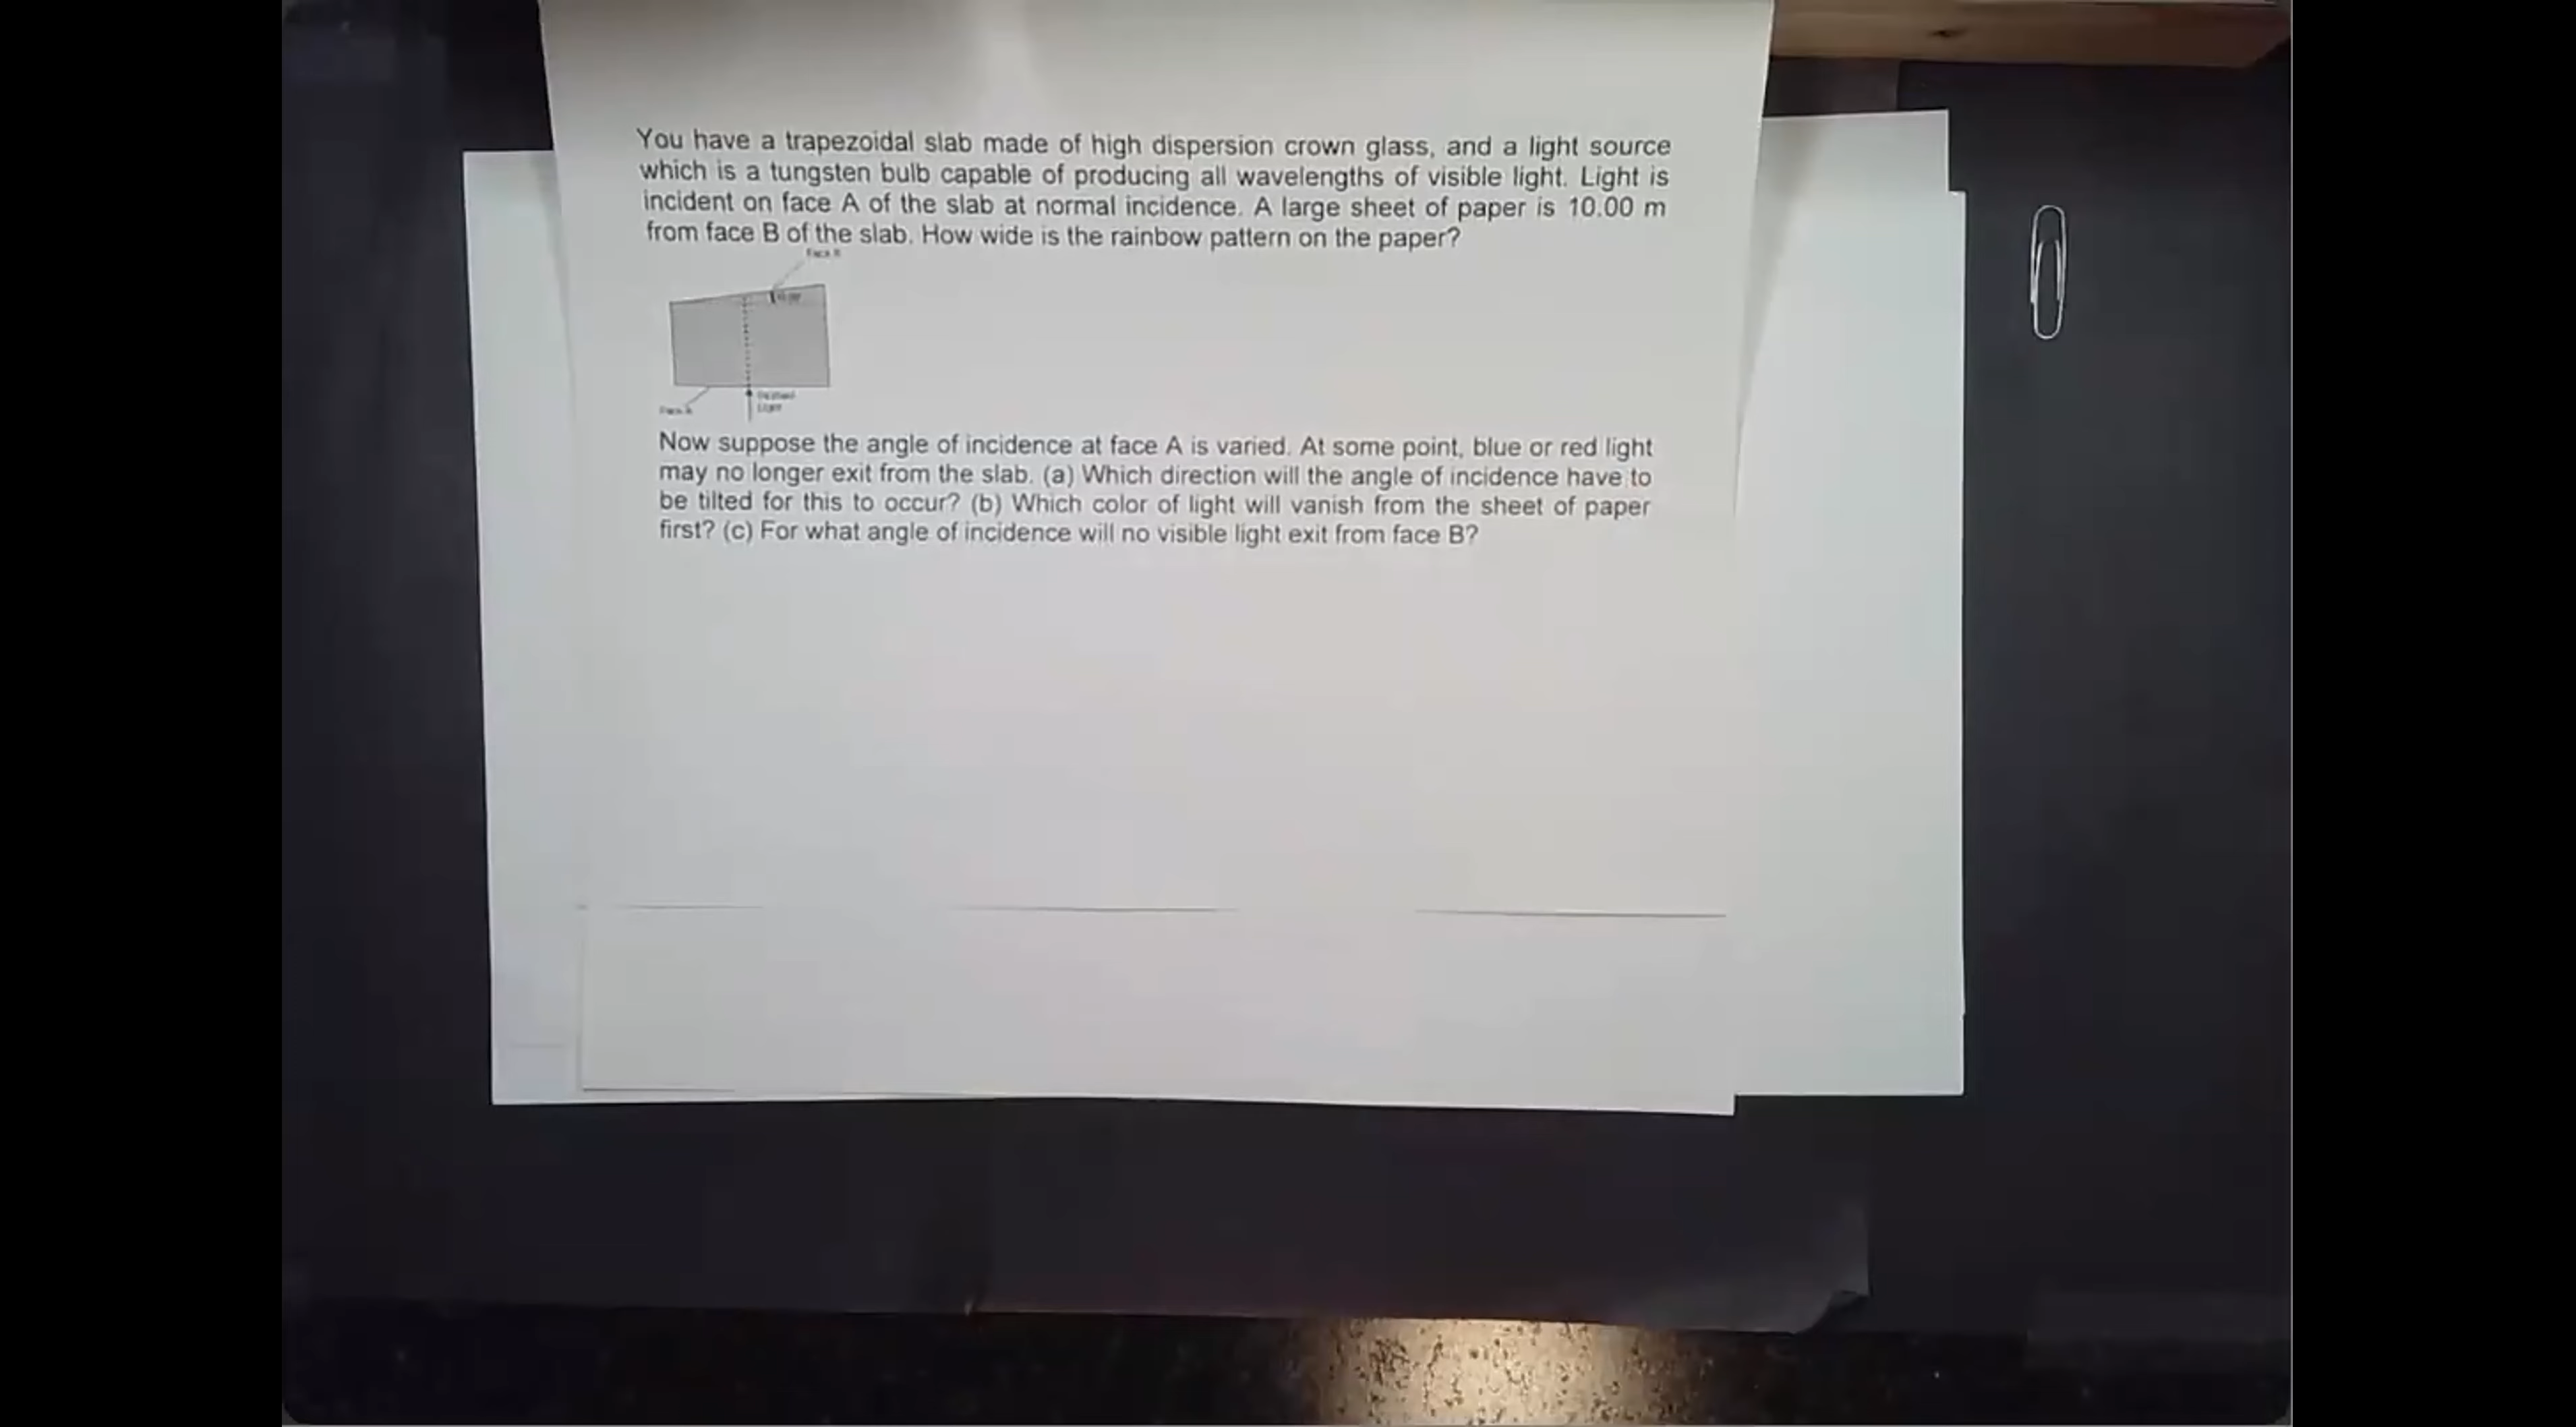 You have a trapezoidal slab made of high dispersion crown glass, and a light source
which is a tungsten bulb capable of producing all wavelengths of visible light. Light is
incident on face A of the slab at normal incidence. A large sheet of paper is 10.00 m
from face B of the slab. How wide is the rainbow pattern on the paper?
Face B
Face A
Light
Now suppose the angle of incidence at face A is varied. At some point, blue or red light
may no longer exit from the slab. (a) Which direction will the angle of incidence have to
be tilted for this to occur? (b) Which color of light will vanish from the sheet of paper
first? (c) For what angle of incidence will no visible light exit from face B?